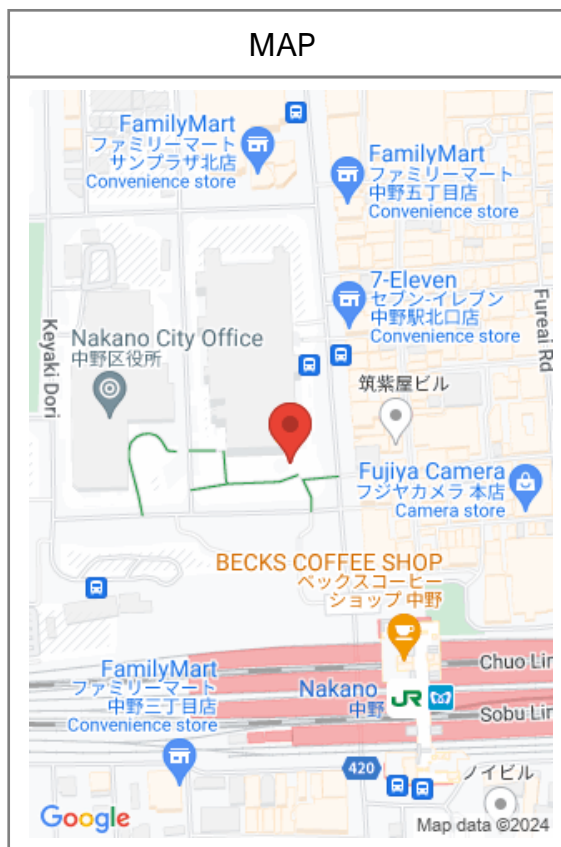 MAP
FamilyMart
ファミリーマート
サンプラザ北店
Convenience store
FamilyMart
ファミリーマート
中野五丁目店
Convenience store
7-Eleven
セブン-イレブン
中野駅北口店
Convenience store
Fureai Rd
Keyaki Dori
Nakano City Office
中野区役所
筑紫屋ビル
Fujiya Camera
フジヤカメラ 本店
Camera store
BECKS COFFEE SHOP
ベックスコーヒー
ショップ 中野
Chuo Lin
FamilyMart
ファミリーマート
中野三丁目店
Convenience store
Nakano
中野
JR
Sobu Lin
420
ノイビル
Google
Map data ©2024